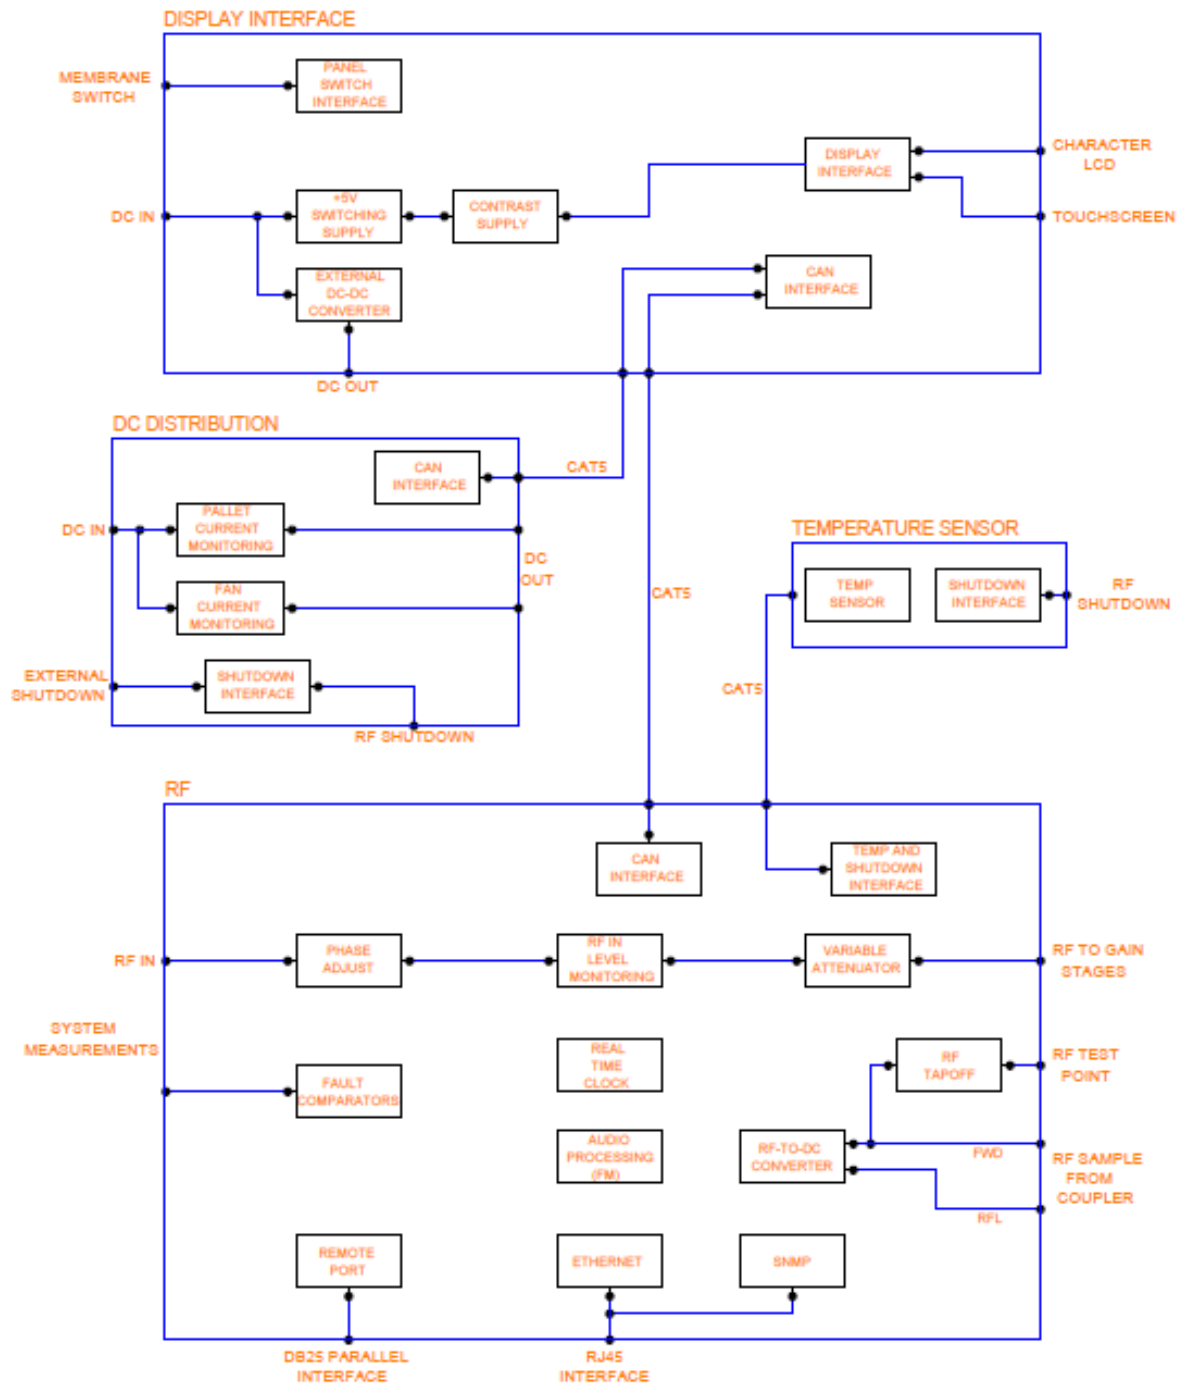 DISPLAY INTERFACE
MEMBRANE
SWITCH
PANEL
SWITCH
INTERFACE
DISPLAY
INTERFACE
CHARACTER
LCD
DC IN
+5V
SWITCHING
SUPPLY
CONTRAST
SUPPLY
TOUCHSCREEN
EXTERNAL
DC-DC
CONVERTER
CAN
INTERFACE
DC OUT
DC DISTRIBUTION
CAN
INTERFACE
CAT5
DC IN
PALLET
CURRENT
MONITORING
DC
OUT
FAN
CURRENT
MONITORING
EXTERNAL
SHUTDOWN
SHUTDOWN
INTERFACE
RF SHUTDOWN
CAT5
TEMPERATURE SENSOR
TEMP
SENSOR
SHUTDOWN
INTERFACE
RF
SHUTDOWN
CAT5
RF
CAN
INTERFACE
TEMP AND
SHUTDOWN
INTERFACE
RF IN
PHASE
ADJUST
RF IN
LEVEL
MONITORING
VARIABLE
ATTENUATOR
RF TO GAIN
STAGES
SYSTEM
MEASUREMENTS
FAULT
COMPARATORS
REAL
TIME
CLOCK
RF
TAPOFF
RF TEST
POINT
AUDIO
PROCESSING
(FM)
RF-TO-DC
CONVERTER
FWD
RF SAMPLE
FROM
COUPLER
RFL
REMOTE
PORT
ETHERNET
SNMP
DB25 PARALLEL
INTERFACE
RJ45
INTERFACE